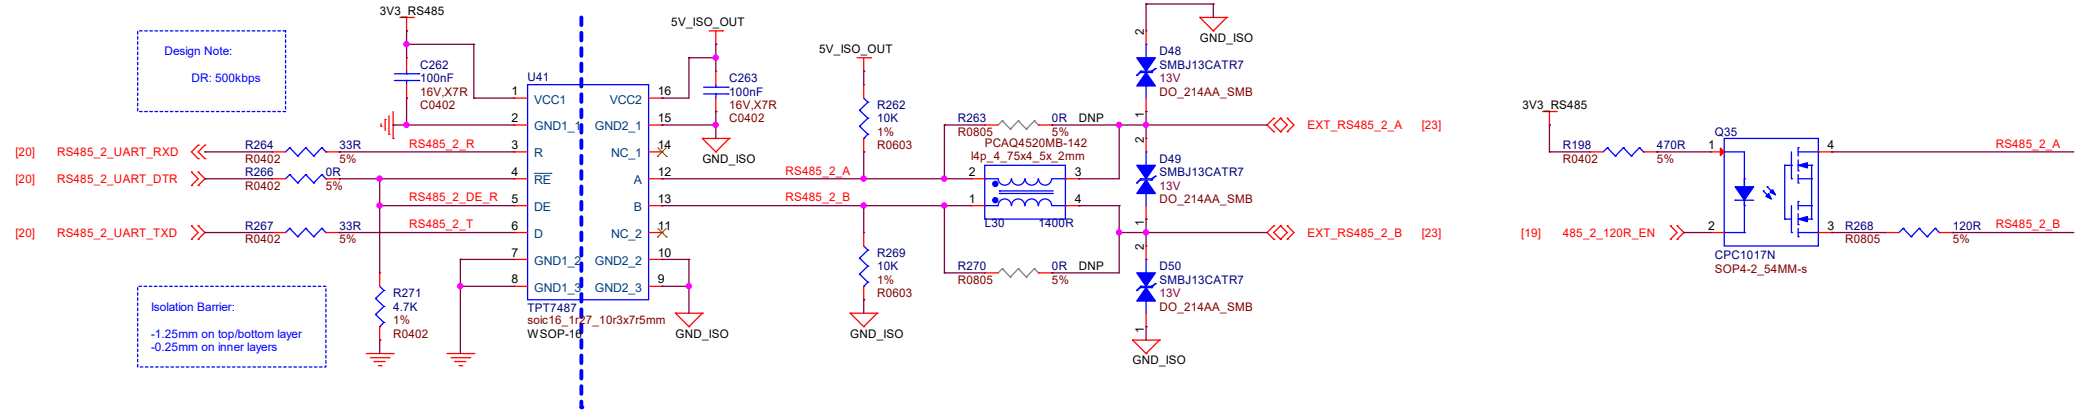 Design Note:
DR: 500kbps
Isolation Barrier:
-1.25mm on top/bottom layer
-0.25mm on inner layers
3V3_RS485
C262
100nF
16V,X7R
C0402
[20] RS485_2_UART_RXD
R264 33R
R0402 5%
RS485_2_R
[20] RS485_2_UART_DTR
R266 0R
R0402 5%
RS485_2_DE_R
[20] RS485_2_UART_TXD
R267 33R
R0402 5%
RS485_2_T
R271
4.7K
1%
R0402
U41
1 VCC1 VCC2 16
2 GND1_1 GND2_1 15
3 R NC_1 14
4 RE A 12
5 DE B 13
6 D NC_2 11
7 GND1_2 GND2_2 10
8 GND1_3 GND2_3 9
TPT7487
soic16_1r27_10r3x7r5mm
WSOP-16
5V_ISO_OUT
C263
100nF
16V,X7R
C0402
GND_ISO
GND_ISO
5V_ISO_OUT
R262
10K
1%
R0603
RS485_2_A
RS485_2_B
R269
10K
1%
R0603
GND_ISO
R263 0R DNP
R0805 5%
PCAQ4520MB-142
l4p_4_75x4_5x_2mm
2 3
1 4
L30 1400R
R270 0R DNP
R0805 5%
GND_ISO
2
D48
SMBJ13CATR7
13V
DO_214AA_SMB
1
EXT_RS485_2_A [23]
2
D49
SMBJ13CATR7
13V
DO_214AA_SMB
1
EXT_RS485_2_B [23]
2
D50
SMBJ13CATR7
13V
DO_214AA_SMB
1
GND_ISO
3V3_RS485
R198 470R
R0402 5%
[19] 485_2_120R_EN
Q35
1 4
2 3
CPC1017N
SOP4-2_54MM-s
RS485_2_A
R268 120R
R0805 5%
RS485_2_B